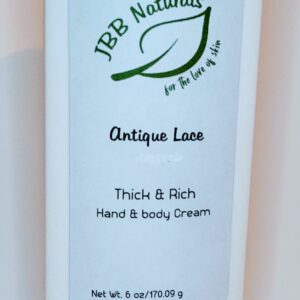 JBB Naturals
for the love of skin
Antique Lace
Thick & Rich
Hand & body Cream
Net Wt. 6 oz/170.09 g